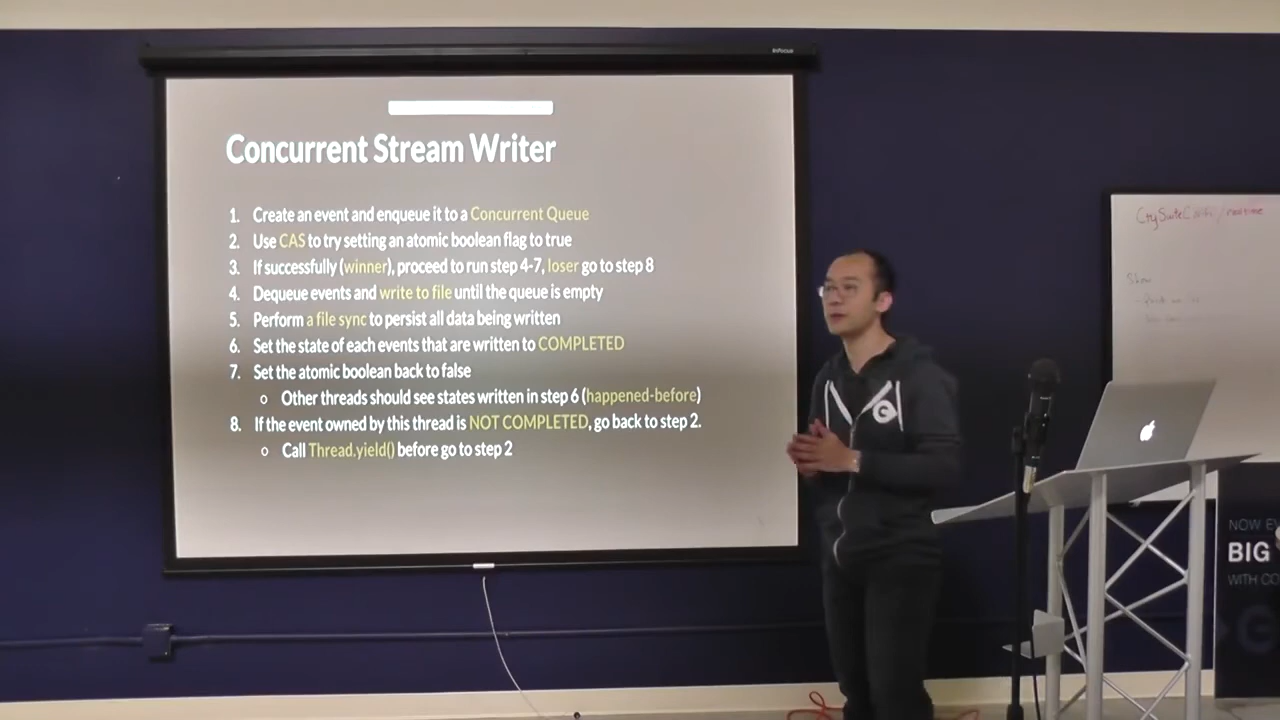 InFocus
Concurrent Stream Writer
1. Create an event and enqueue it to a Concurrent Queue
2. Use CAS to try setting an atomic boolean flag to true
3. If successfully (winner), proceed to run step 4-7, loser go to step 8
4. Dequeue events and write to file until the queue is empty
5. Perform a file sync to persist all data being written
6. Set the state of each events that are written to COMPLETED
7. Set the atomic boolean back to false
○ Other threads should see states written in step 6 (happened-before)
8. If the event owned by this thread is NOT COMPLETED, go back to step 2.
○ Call Thread.yield() before go to step 2
NOW
BIG
WITH